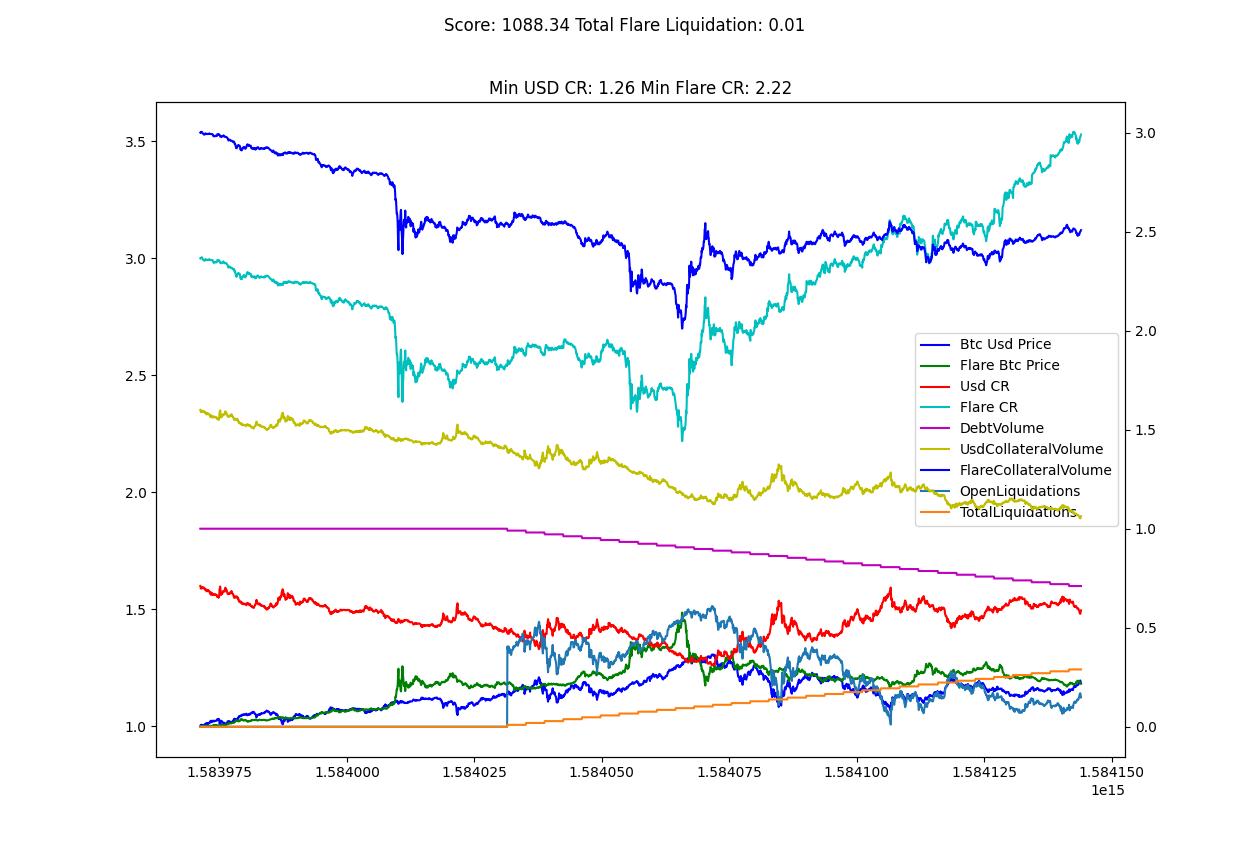 Score: 1088.34 Total Flare Liquidation: 0.01
Min USD CR: 1.26 Min Flare CR: 2.22
3.5
3.0
2.5
2.0
1.5
1.0
3.0
2.5
2.0
1.5
1.0
0.5
0.0
Btc Usd Price
Flare Btc Price
Usd CR
Flare CR
DebtVolume
UsdCollateralVolume
FlareCollateralVolume
OpenLiquidations
TotalLiquidations
1.583975 1.584000 1.584025 1.584050 1.584075 1.584100 1.584125 1.584150
1e15